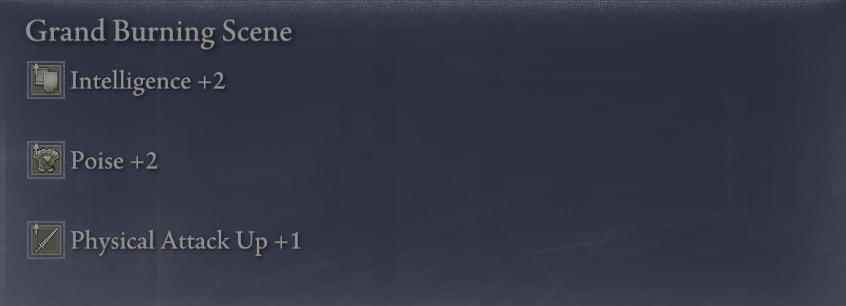 Grand Burning Scene
Intelligence +2
Poise +2
Physical Attack Up +1